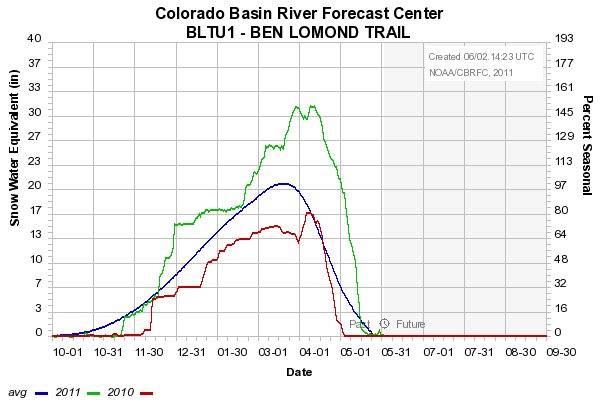 Colorado Basin River Forecast Center
BLTU1 - BEN LOMOND TRAIL
Created 06/02.14:23 UTC
NOAA/CBRFC, 2011
Snow Water Equivalent (in)
40
37
33
30
27
23
20
17
13
10
7
3
0
193
177
161
145
129
113
97
80
64
48
32
16
0
Percent Seasonal
Past Future
10-01 10-31 11-30 12-31 01-30 03-01 04-01 05-01 05-31 07-01 07-31 08-30 09-30
Date
avg 2011 2010